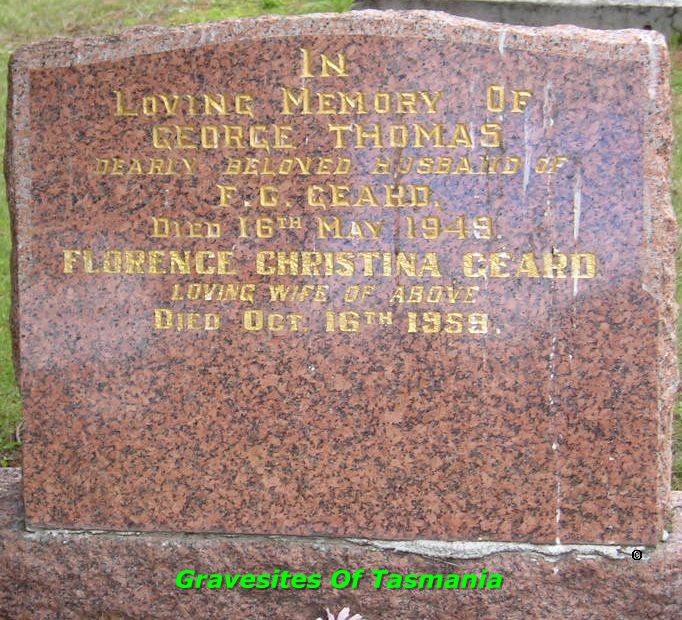 IN
LOVING MEMORY OF
GEORGE THOMAS
DEARLY BELOVED HUSBAND OF
F. C. GEARD.
DIED 16TH MAY 1949.
FLORENCE CHRISTINA GEARD
LOVING WIFE OF ABOVE
DIED OCT. 16TH 1959.
Gravesites Of Tasmania